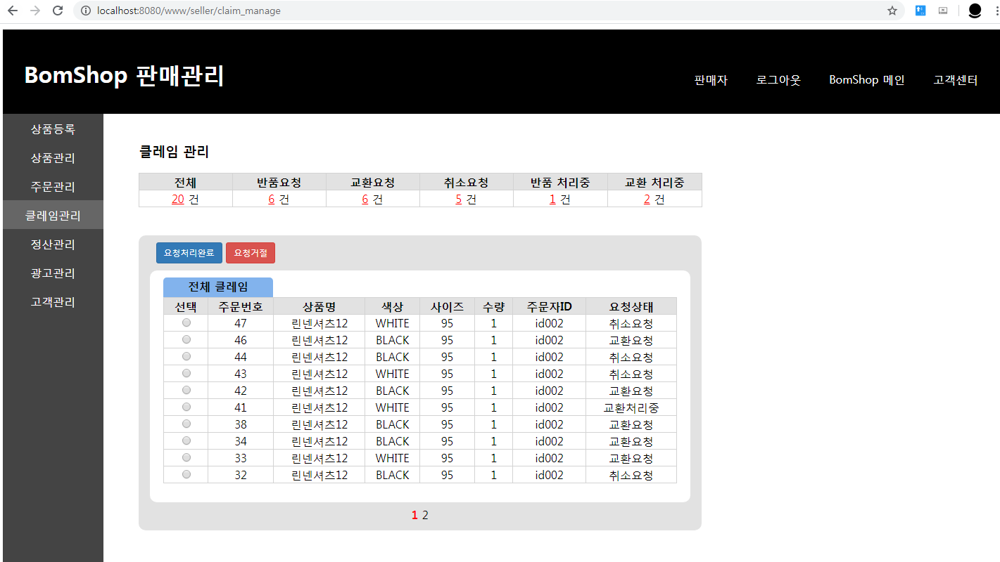 localhost:8080/www/seller/claim_manage
BomShop 판매관리
판매자 로그아웃 BomShop 메인 고객센터
상품등록
상품관리
주문관리
클레임관리
정산관리
광고관리
고객관리
클레임 관리
전체 반품요청 교환요청 취소요청 반품 처리중 교환 처리중
20 건 6 건 6 건 5 건 1 건 2 건
요청처리완료 요청거절
전체 클레임
선택 주문번호 상품명 색상 사이즈 수량 주문자ID 요청상태
47 린넨셔츠12 WHITE 95 1 id002 취소요청
46 린넨셔츠12 BLACK 95 1 id002 교환요청
44 린넨셔츠12 BLACK 95 1 id002 취소요청
43 린넨셔츠12 WHITE 95 1 id002 취소요청
42 린넨셔츠12 BLACK 95 1 id002 교환요청
41 린넨셔츠12 WHITE 95 1 id002 교환처리중
38 린넨셔츠12 BLACK 95 1 id002 교환요청
34 린넨셔츠12 BLACK 95 1 id002 교환요청
33 린넨셔츠12 WHITE 95 1 id002 교환요청
32 린넨셔츠12 BLACK 95 1 id002 취소요청
1 2